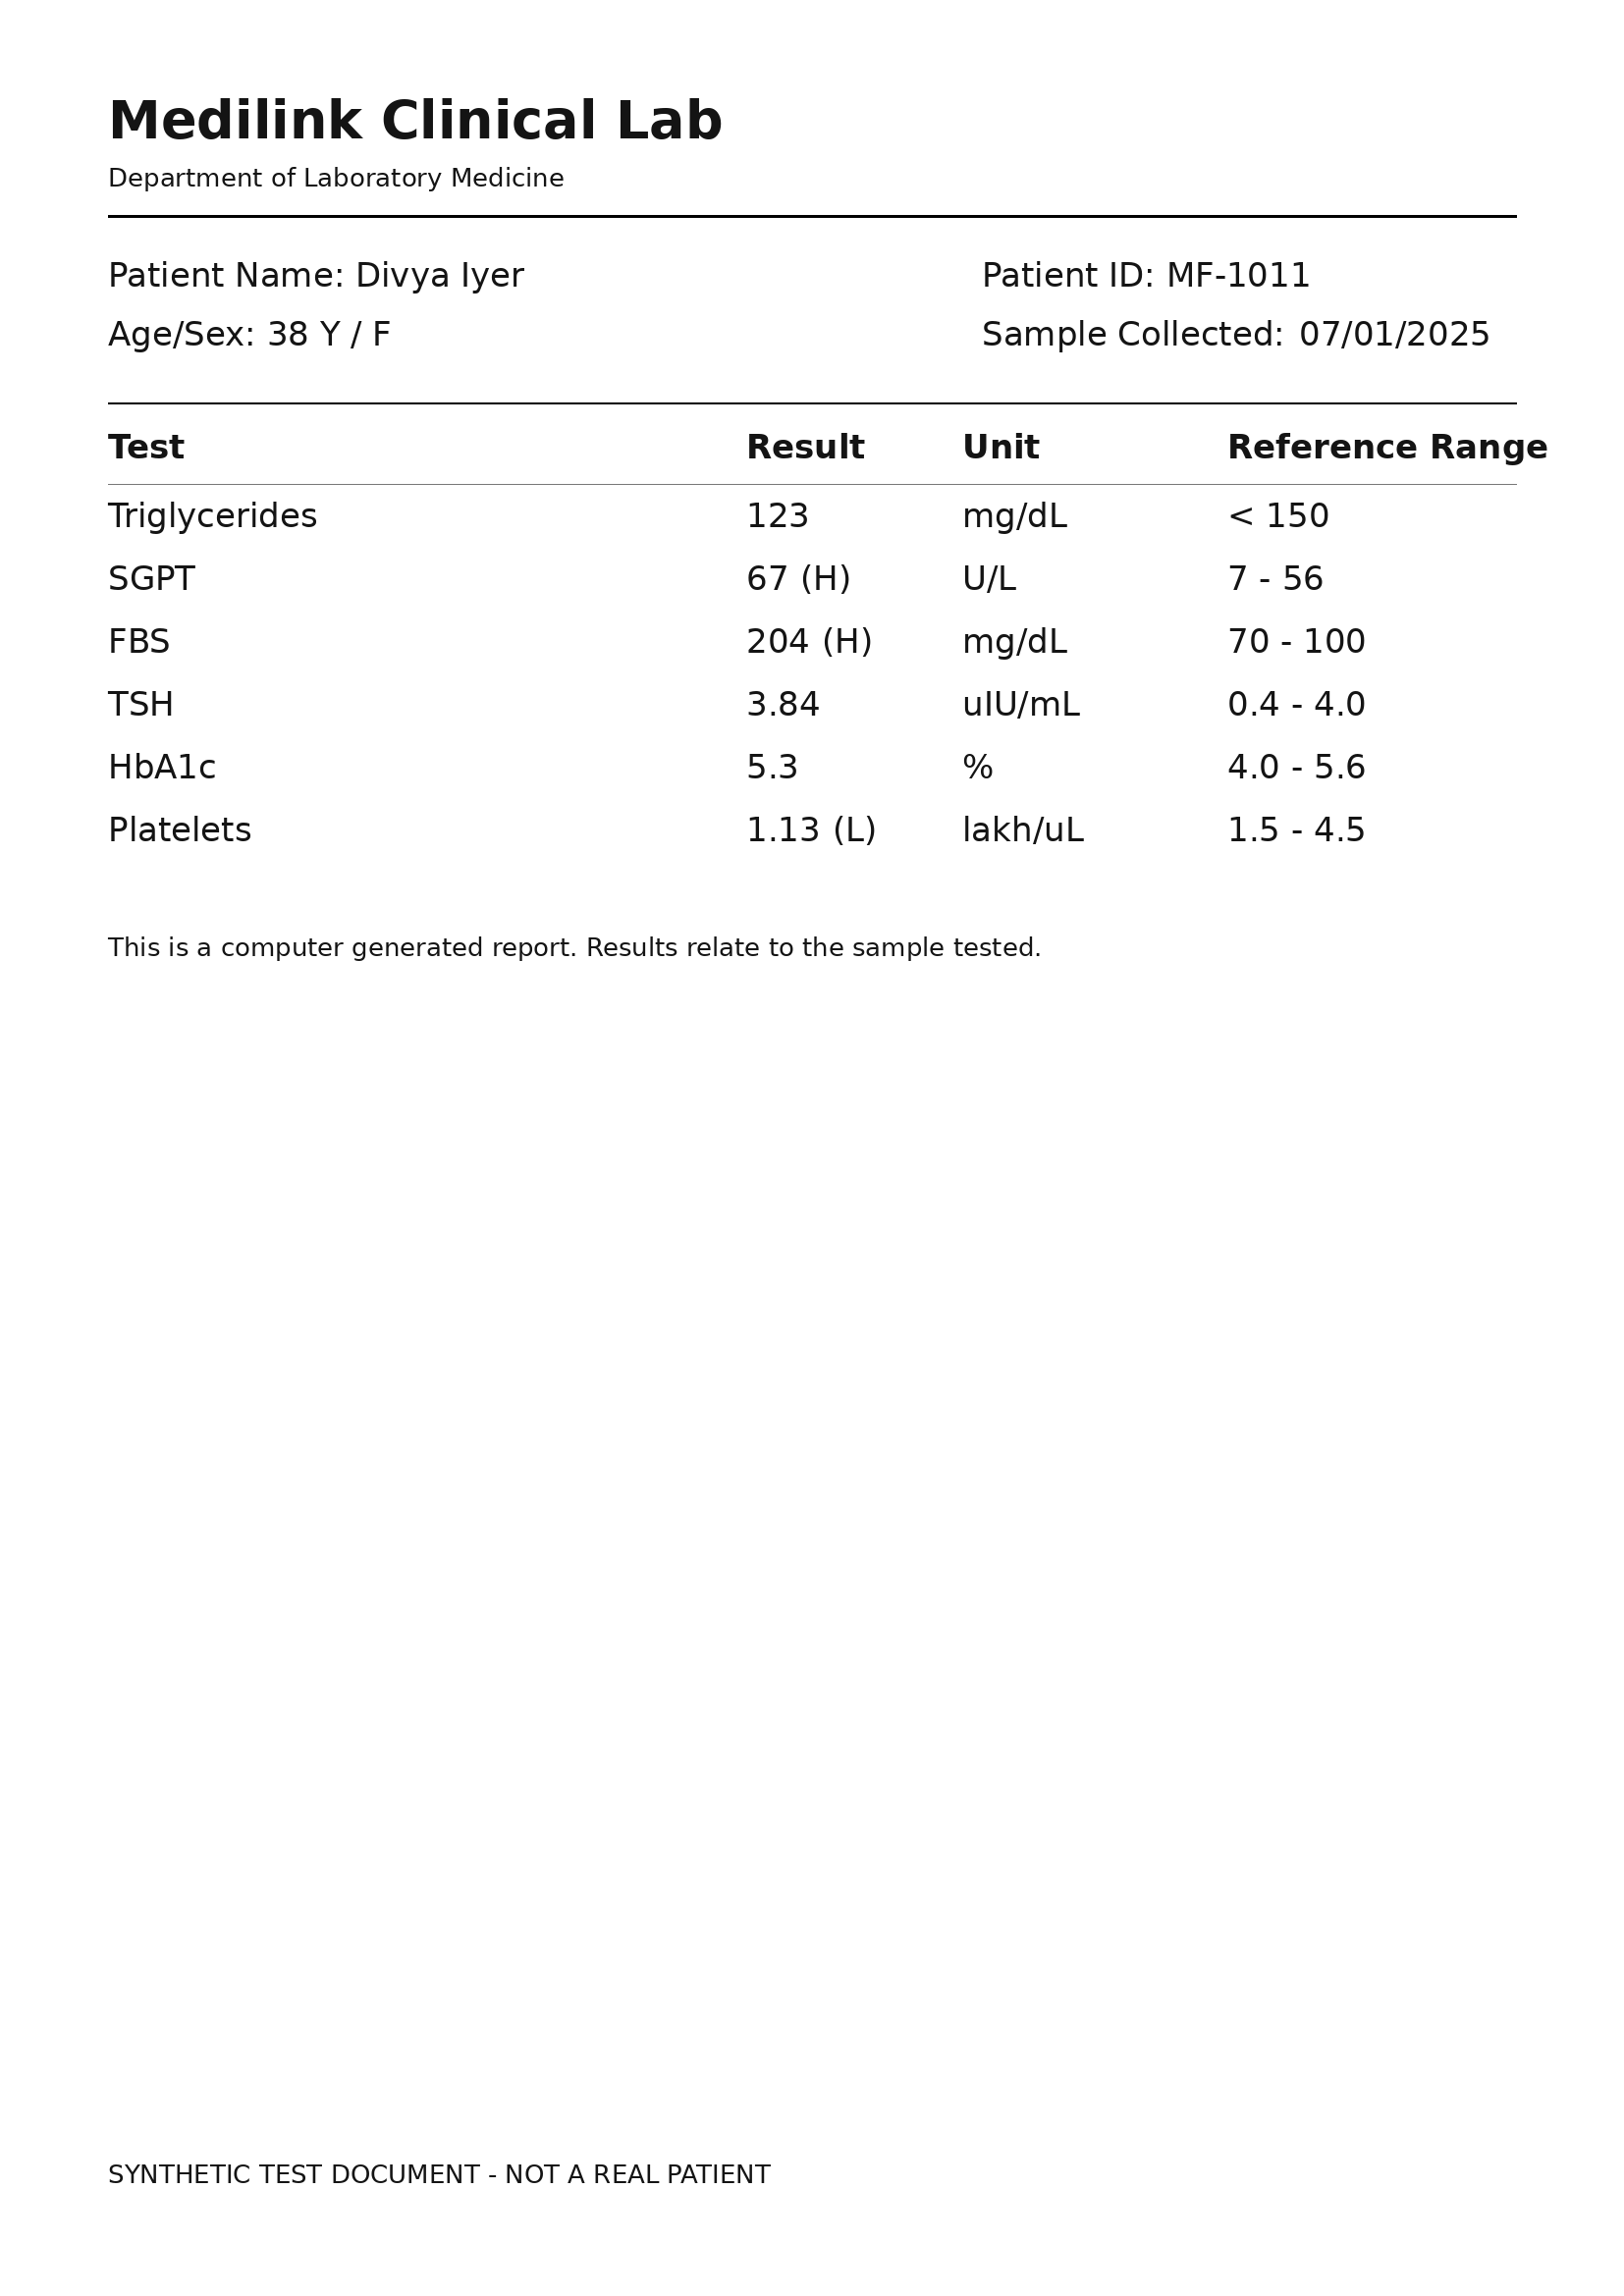 Medilink Clinical Lab
Department of Laboratory Medicine
Patient Name: Divya Iyer Patient ID: MF-1011
Age/Sex: 38 Y / F Sample Collected: 07/01/2025
Test Result Unit Reference Range
Triglycerides 123 mg/dL < 150
SGPT 67 (H) U/L 7 - 56
FBS 204 (H) mg/dL 70 - 100
TSH 3.84 uIU/mL 0.4 - 4.0
HbA1c 5.3 % 4.0 - 5.6
Platelets 1.13 (L) lakh/uL 1.5 - 4.5
This is a computer generated report. Results relate to the sample tested.
SYNTHETIC TEST DOCUMENT - NOT A REAL PATIENT